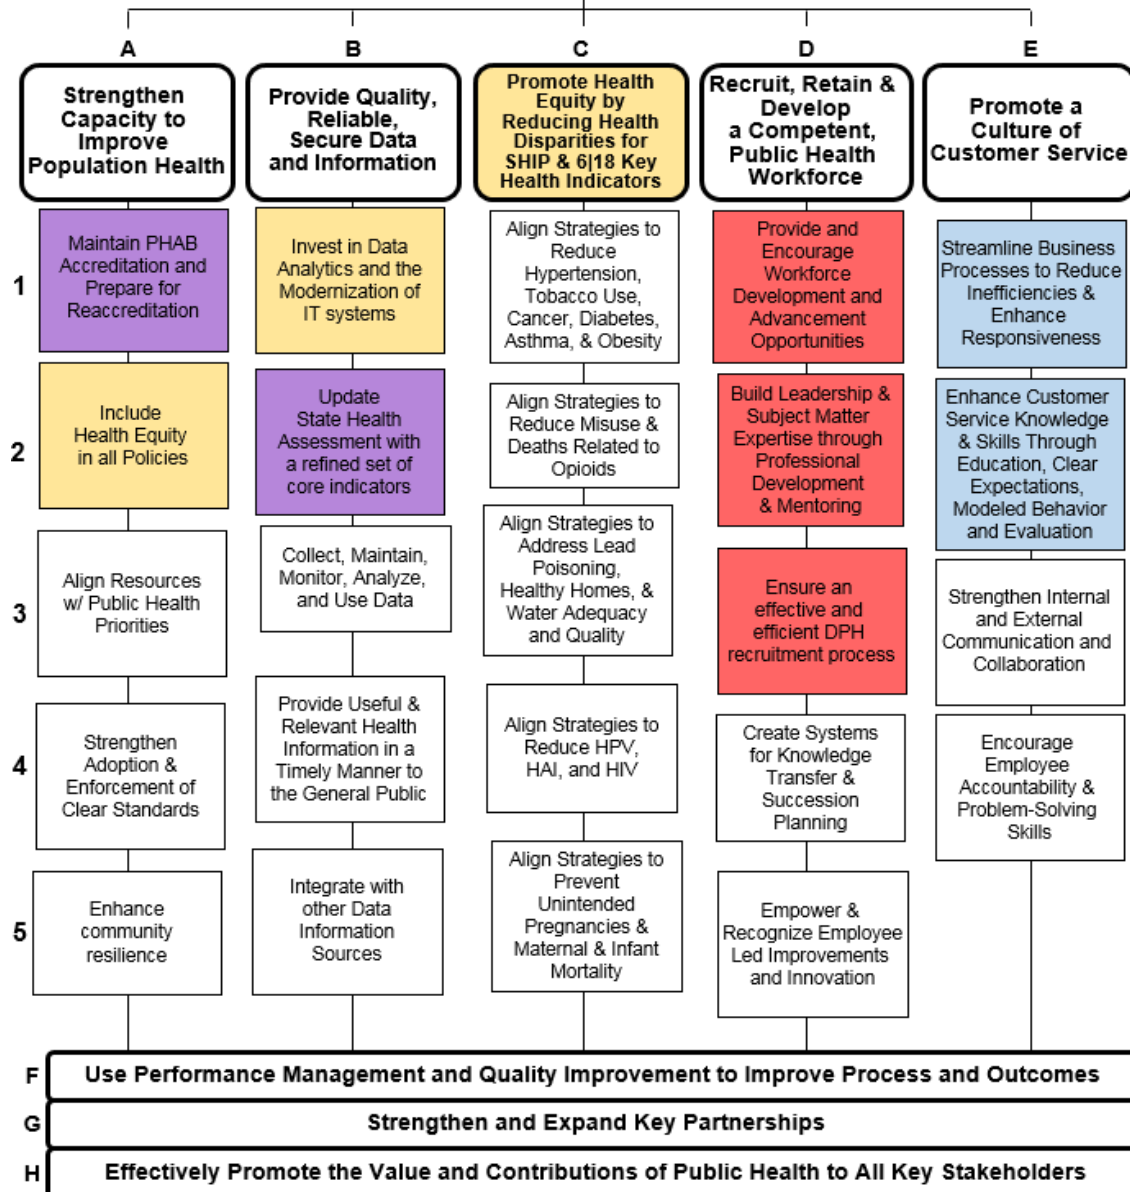 A
B
C
D
E
Strengthen
Capacity to
Improve
Population Health
Provide Quality,
Reliable,
Secure Data
and Information
Promote Health
Equity by
Reducing Health
Disparities for
SHIP & 6|18 Key
Health Indicators
Recruit, Retain &
Develop
a Competent,
Public Health
Workforce
Promote a
Culture of
Customer Service
1
Maintain PHAB
Accreditation and
Prepare for
Reaccreditation
Invest in Data
Analytics and the
Modernization of
IT systems
Align Strategies to
Reduce
Hypertension,
Tobacco Use,
Cancer, Diabetes,
Asthma, & Obesity
Provide and
Encourage
Workforce
Development and
Advancement
Opportunities
Streamline Business
Processes to Reduce
Inefficiencies &
Enhance
Responsiveness
2
Include
Health Equity
in all Policies
Update
State Health
Assessment with
a refined set of
core indicators
Align Strategies to
Reduce Misuse &
Deaths Related to
Opioids
Build Leadership &
Subject Matter
Expertise through
Professional
Development
& Mentoring
Enhance Customer
Service Knowledge
& Skills Through
Education, Clear
Expectations,
Modeled Behavior
and Evaluation
3
Align Resources
w/ Public Health
Priorities
Collect, Maintain,
Monitor, Analyze,
and Use Data
Align Strategies to
Address Lead
Poisoning,
Healthy Homes, &
Water Adequacy
and Quality
Ensure an
effective and
efficient DPH
recruitment process
Strengthen Internal
and External
Communication and
Collaboration
4
Strengthen
Adoption &
Enforcement of
Clear Standards
Provide Useful &
Relevant Health
Information in a
Timely Manner to
the General Public
Align Strategies to
Reduce HPV,
HAI, and HIV
Create Systems
for Knowledge
Transfer &
Succession
Planning
Encourage
Employee
Accountability &
Problem-Solving
Skills
5
Enhance
community
resilience
Integrate with
other Data
Information
Sources
Align Strategies to
Prevent
Unintended
Pregnancies &
Maternal & Infant
Mortality
Empower &
Recognize Employee
Led Improvements
and Innovation
F
Use Performance Management and Quality Improvement to Improve Process and Outcomes
G
Strengthen and Expand Key Partnerships
H
Effectively Promote the Value and Contributions of Public Health to All Key Stakeholders